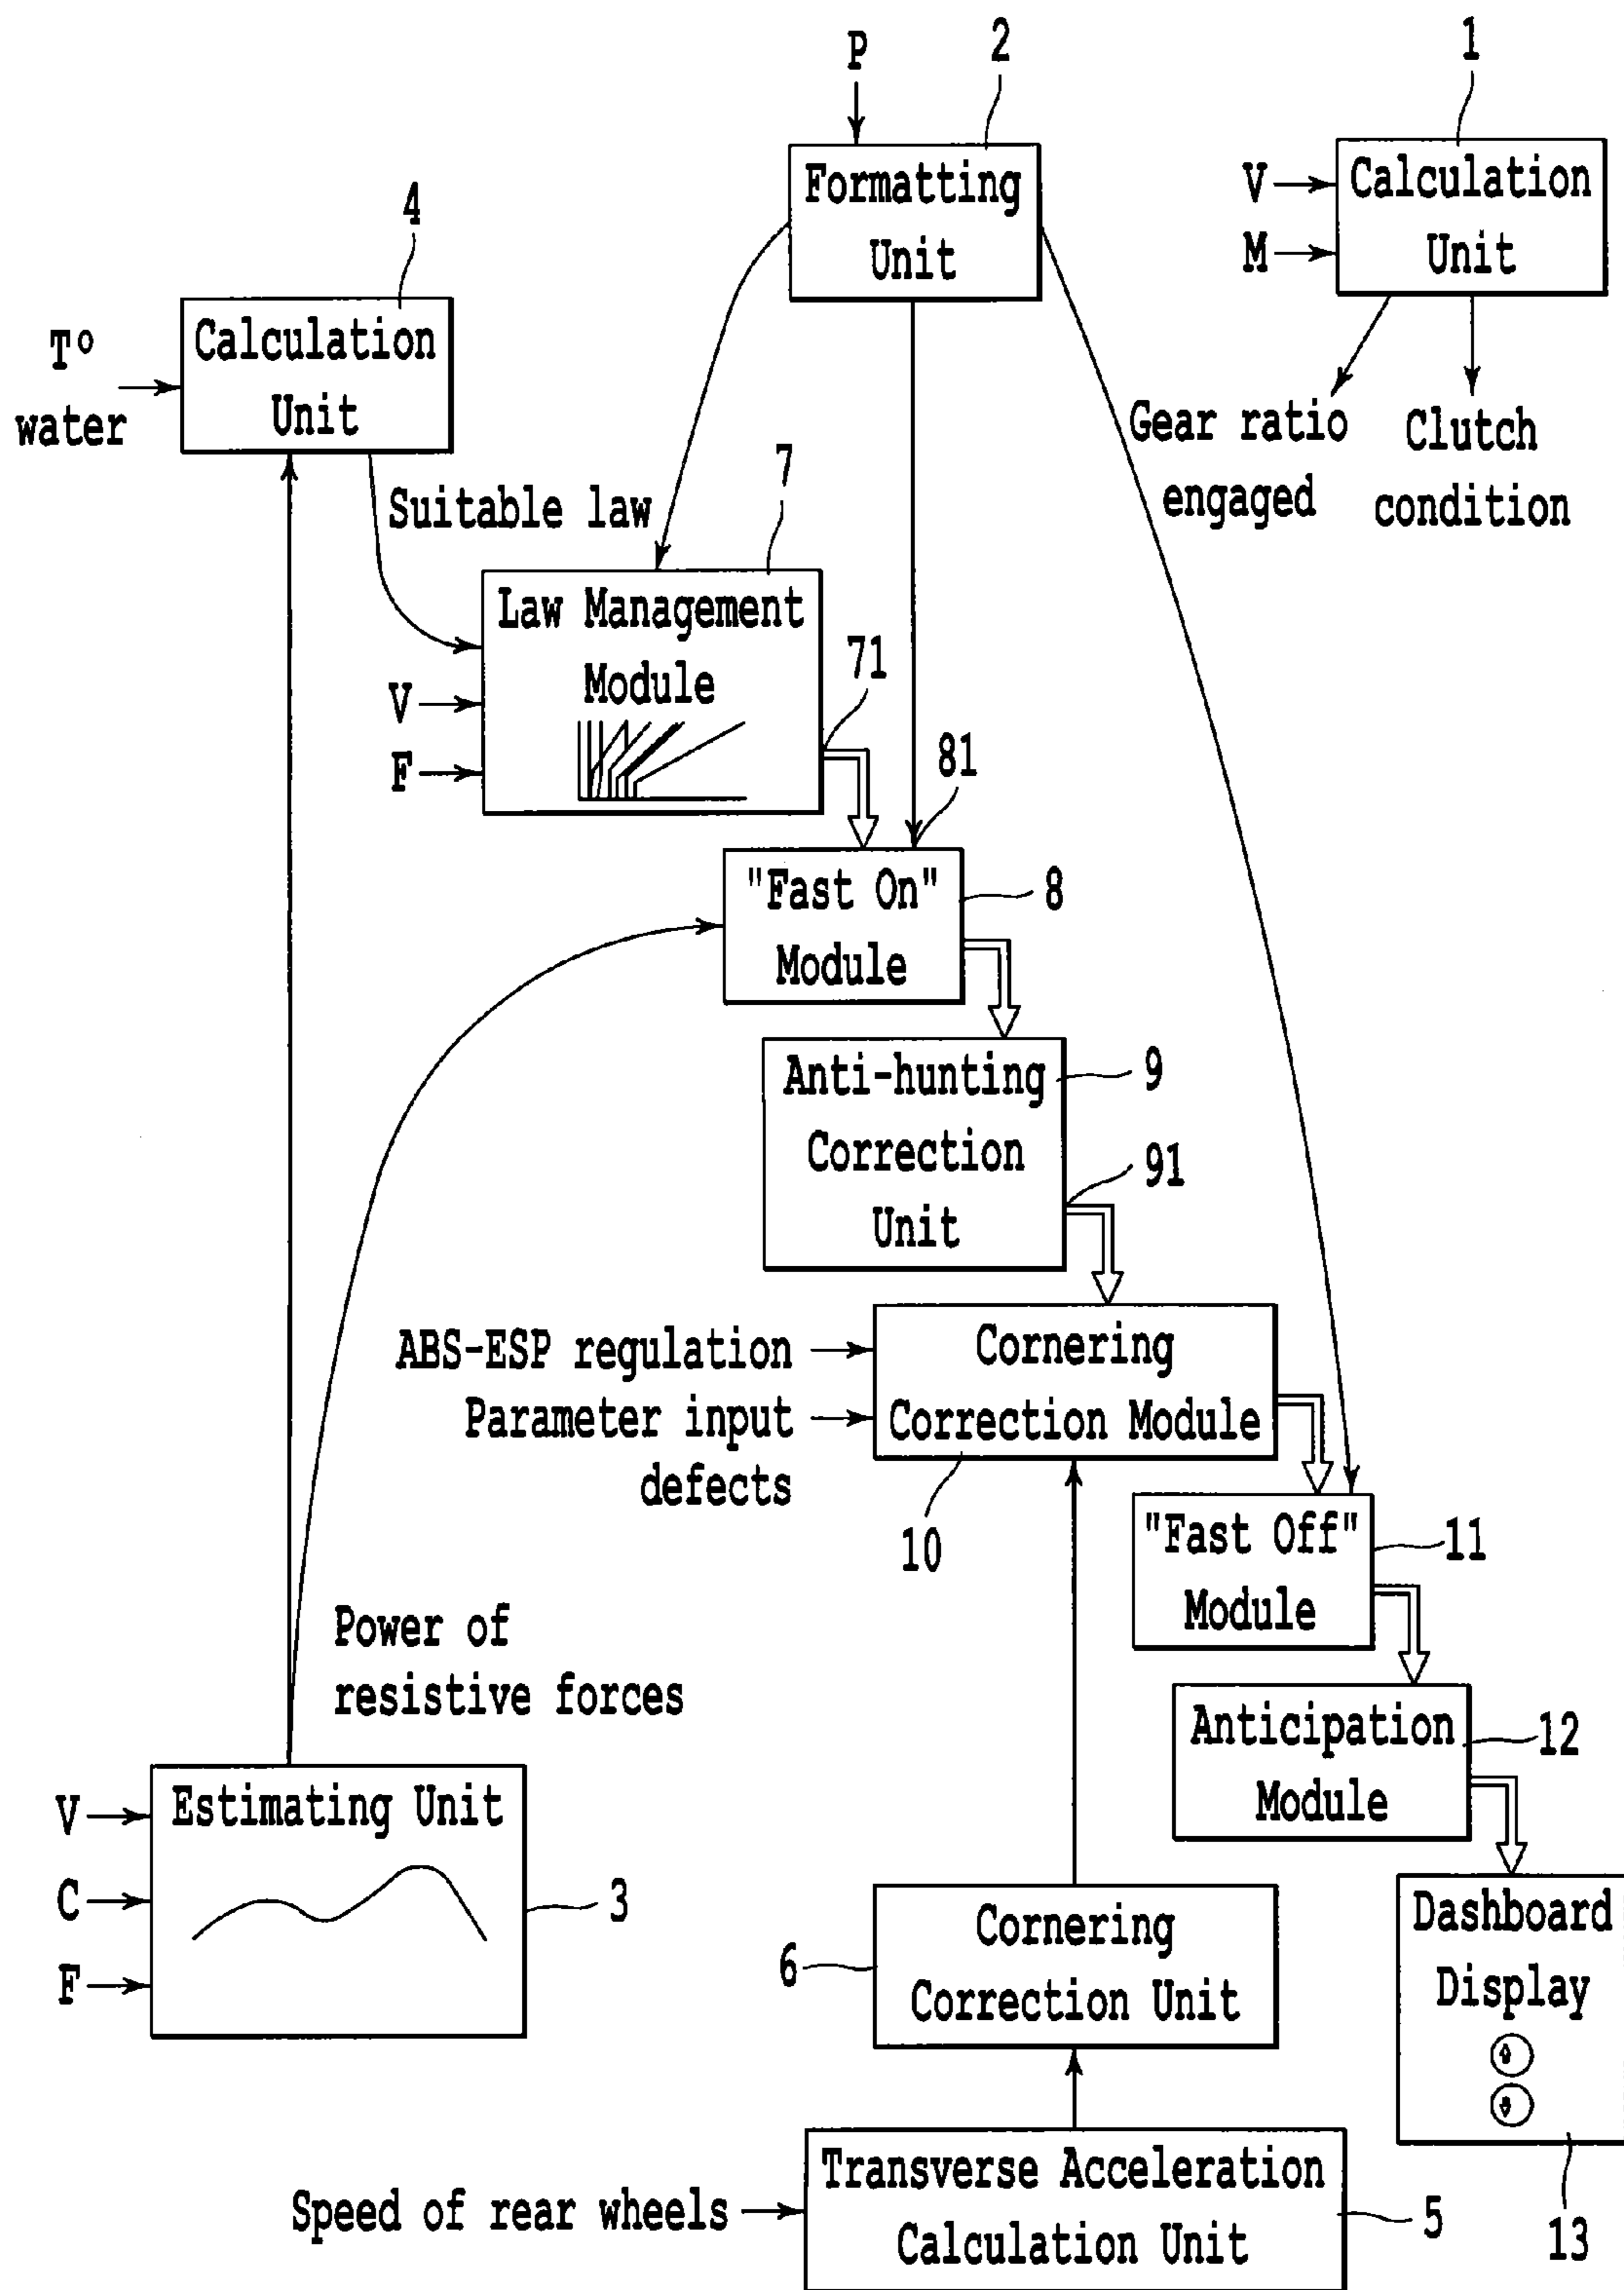 P
2
1
Formatting
Unit
V
M
Calculation
Unit
4
T°
water
Calculation
Unit
Gear ratio
engaged
Clutch
condition
Suitable law
7
Law Management
Module
V
F
71
81
"Fast On"
Module
8
Anti-hunting
Correction
Unit
9
91
ABS-ESP regulation
Parameter input
defects
Cornering
Correction Module
10
"Fast Off"
Module
11
Power of
resistive forces
Anticipation
Module
12
V
C
F
Estimating Unit
3
Cornering
Correction Unit
6
Dashboard
Display
13
Speed of rear wheels
Transverse Acceleration
Calculation Unit
5